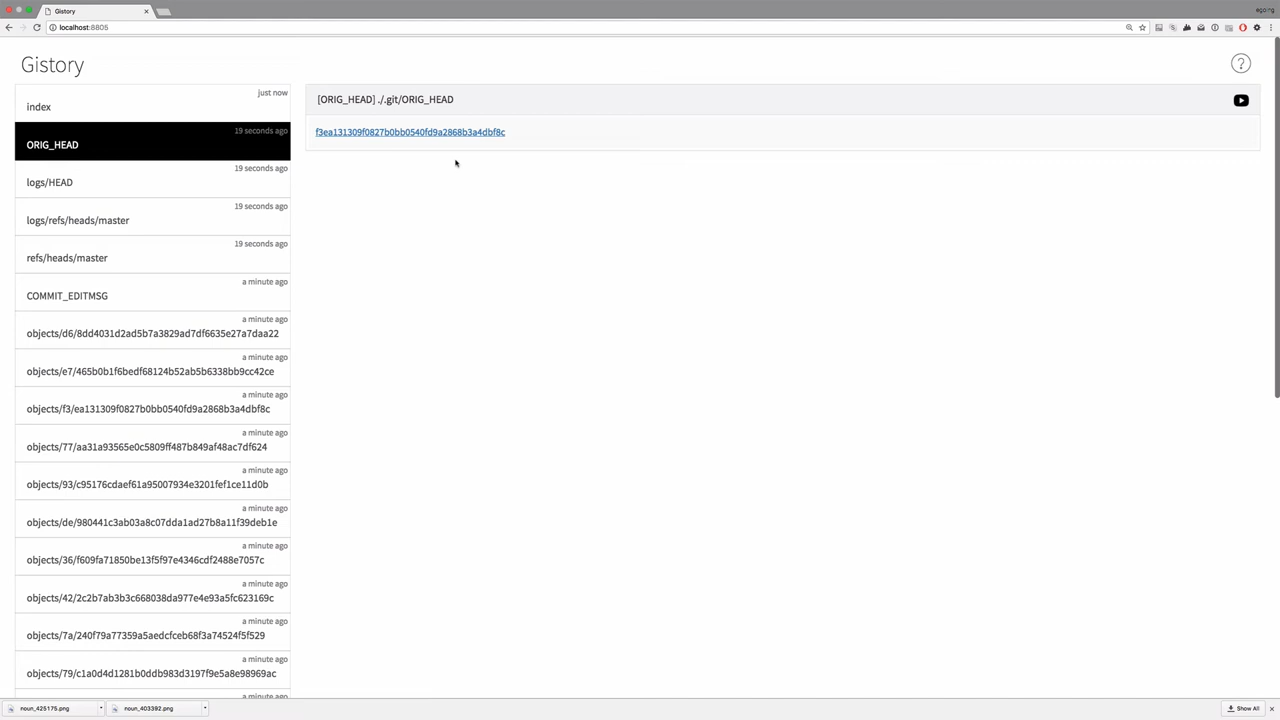 Gistory
egoing
localhost:8805
Gistory
?
just now
index
19 seconds ago
ORIG_HEAD
19 seconds ago
logs/HEAD
19 seconds ago
logs/refs/heads/master
19 seconds ago
refs/heads/master
a minute ago
COMMIT_EDITMSG
a minute ago
objects/d6/8dd4031d2ad5b7a3829ad7df6635e27a7daa22
a minute ago
objects/e7/465b0b1f6bedf68124b52ab5b6338bb9cc42ce
a minute ago
objects/f3/ea131309f0827b0bb0540fd9a2868b3a4dbf8c
a minute ago
objects/77/aa31a93565e0c5809ff487b849af48ac7df624
a minute ago
objects/93/c95176cdaef61a95007934e3201fef1ce11d0b
a minute ago
objects/de/980441c3ab03a8c07dda1ad27b8a11f39deb1e
a minute ago
objects/36/f609fa71850be13f5f97e4346cdf2488e7057c
a minute ago
objects/42/2c2b7ab3b3c668038da977e4e93a5fc623169c
a minute ago
objects/7a/240f79a77359a5aedcfceb68f3a74524f5f529
a minute ago
objects/79/c1a0d4d1281b0ddb983d3197f9e5a8e98969ac
a minute ago
[ORIG_HEAD] ./.git/ORIG_HEAD
f3ea131309f0827b0bb0540fd9a2868b3a4dbf8c
noun_425175.png
noun_403392.png
Show All